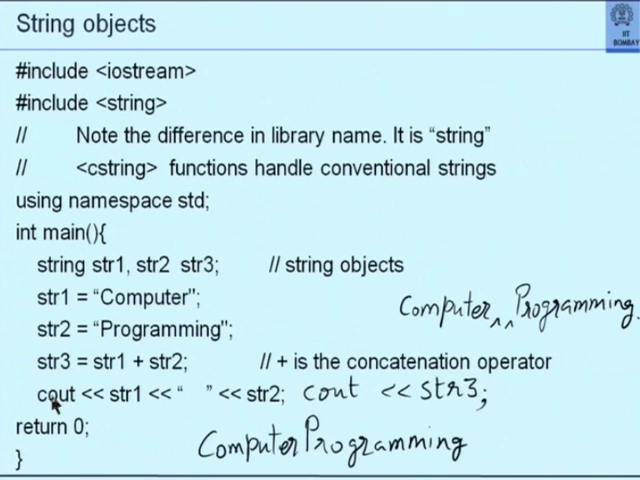 String objects
IIT
BOMBAY
#include <iostream>
#include <string>
// Note the difference in library name. It is “string”
// <cstring> functions handle conventional strings
using namespace std;
int main(){
string str1, str2 str3; // string objects
str1 = “Computer”;
Computer^^Programming.
str2 = “Programming”;
str3 = str1 + str2; // + is the concatenation operator
cout << str1 << “ ” << str2; cout << str3;
return 0;
ComputerProgramming
}